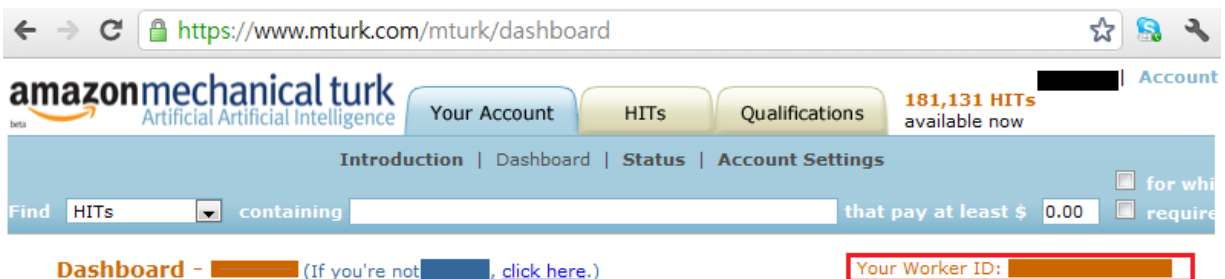 https://www.mturk.com/mturk/dashboard
| Account
amazonmechanical turk
beta
Artificial Artificial Intelligence
Your Account
HITs
Qualifications
181,131 HITs
available now
Introduction | Dashboard | Status | Account Settings
for whi
Find HITs containing that pay at least $ 0.00 require
Dashboard - (If you're not , click here.)
Your Worker ID: